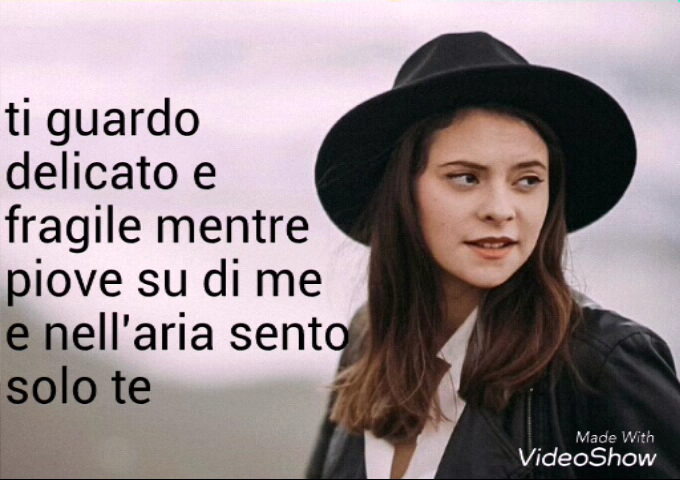 ti guardo
delicato e
fragile mentre
piove su di me
e nell'aria sento
solo te
Made With
VideoShow